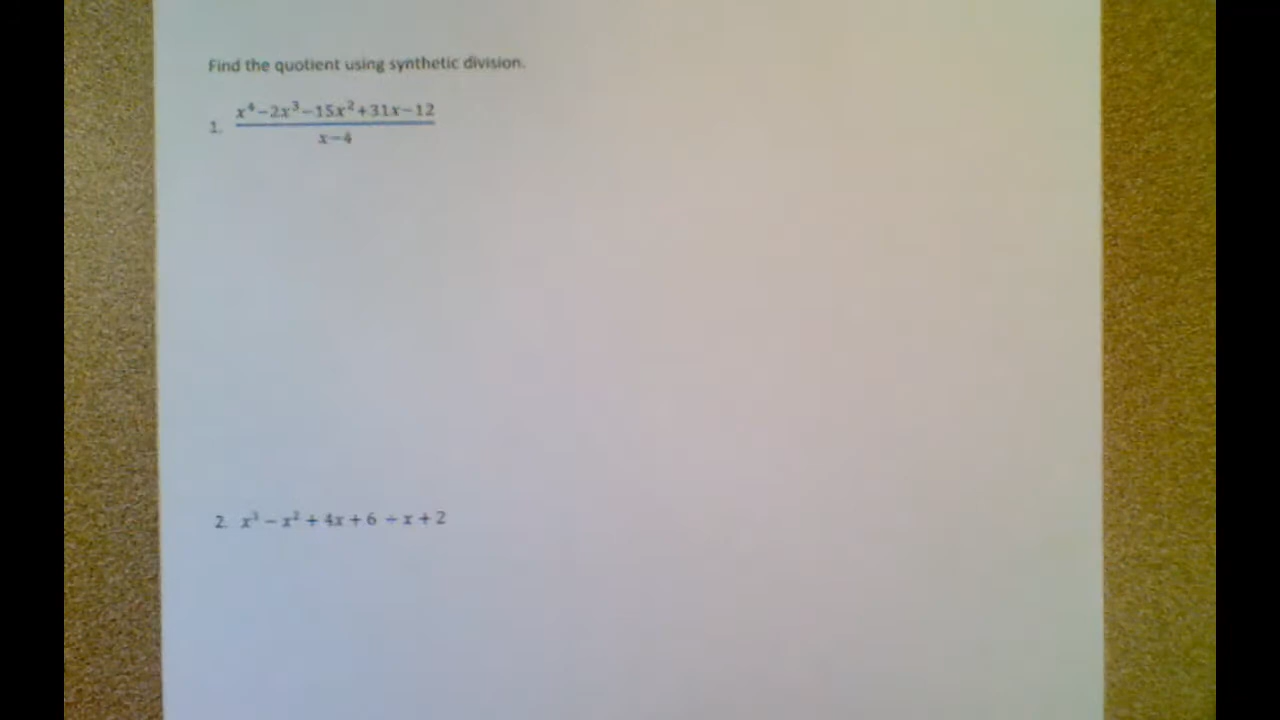 Find the quotient using synthetic division.
1. x⁴−2x³−15x²+31x−12
x−4
2. x³ − x² + 4x + 6 ÷ x + 2